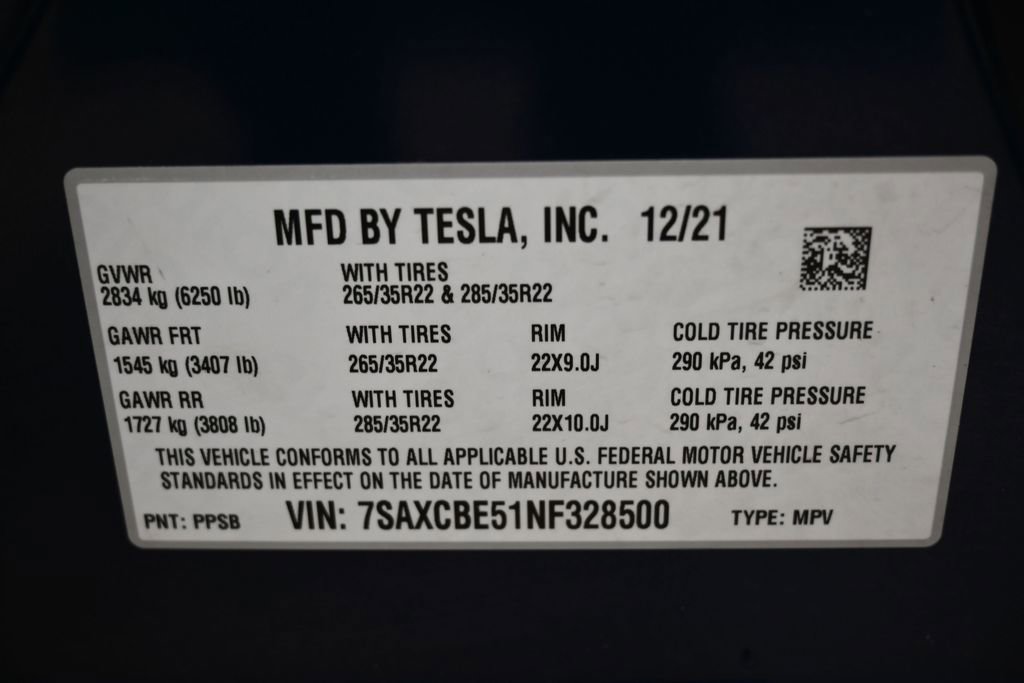 MFD BY TESLA, INC. 12/21
GVWR WITH TIRES
2834 kg (6250 lb) 265/35R22 & 285/35R22
GAWR FRT WITH TIRES RIM COLD TIRE PRESSURE
1545 kg (3407 lb) 265/35R22 22X9.0J 290 kPa, 42 psi
GAWR RR WITH TIRES RIM COLD TIRE PRESSURE
1727 kg (3808 lb) 285/35R22 22X10.0J 290 kPa, 42 psi
THIS VEHICLE CONFORMS TO ALL APPLICABLE U.S. FEDERAL MOTOR VEHICLE SAFETY
STANDARDS IN EFFECT ON THE DATE OF MANUFACTURE SHOWN ABOVE.
PNT: PPSB VIN: 7SAXCBE51NF328500 TYPE: MPV